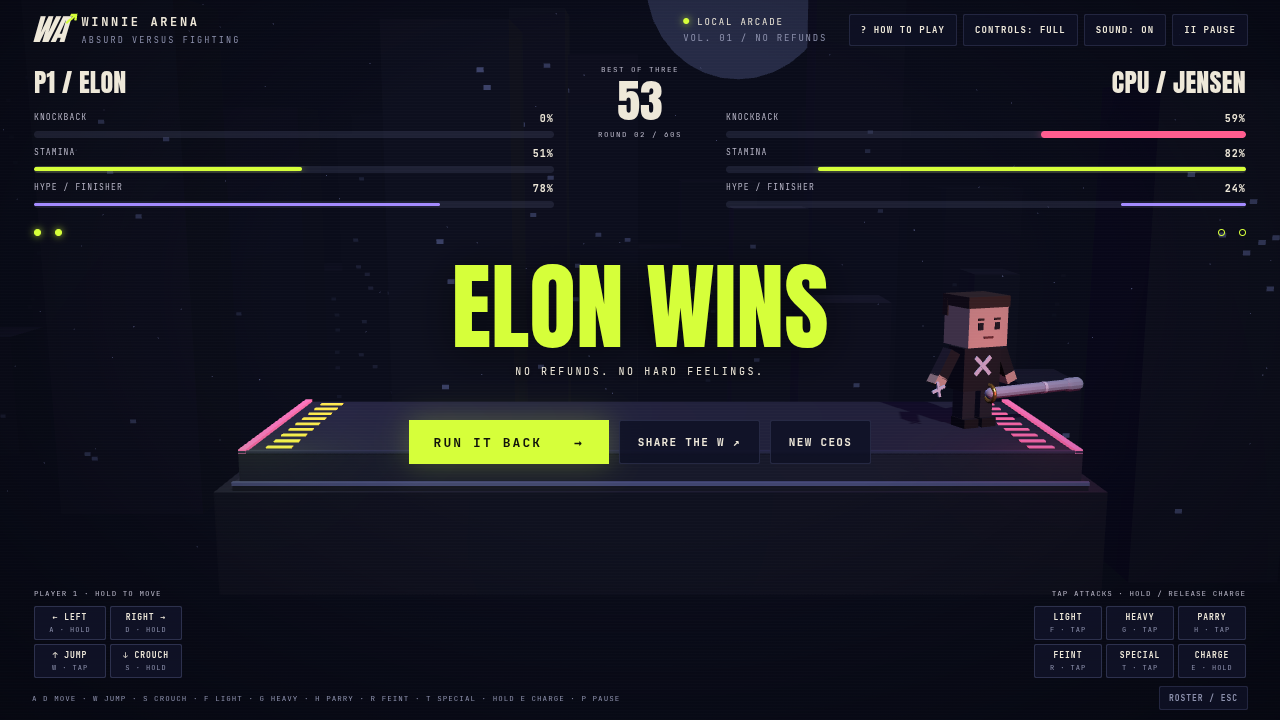 WA WINNIE ARENA
ABSURD VERSUS FIGHTING
LOCAL ARCADE
VOL. 01 / NO REFUNDS
? HOW TO PLAY
CONTROLS: FULL
SOUND: ON
II PAUSE
P1 / ELON
BEST OF THREE
53
ROUND 02 / 60S
CPU / JENSEN
KNOCKBACK 0%
STAMINA 51%
HYPE / FINISHER 78%
KNOCKBACK 59%
STAMINA 82%
HYPE / FINISHER 24%
ELON WINS
NO REFUNDS. NO HARD FEELINGS.
RUN IT BACK →
SHARE THE W ↗
NEW CEOS
PLAYER 1 · HOLD TO MOVE
← LEFT
A · HOLD
RIGHT →
D · HOLD
↑ JUMP
W · TAP
↓ CROUCH
S · HOLD
TAP ATTACKS · HOLD / RELEASE CHARGE
LIGHT
F · TAP
HEAVY
G · TAP
PARRY
H · TAP
FEINT
R · TAP
SPECIAL
T · TAP
CHARGE
E · HOLD
A D MOVE · W JUMP · S CROUCH · F LIGHT · G HEAVY · H PARRY · R FEINT · T SPECIAL · HOLD E CHARGE · P PAUSE
ROSTER / ESC